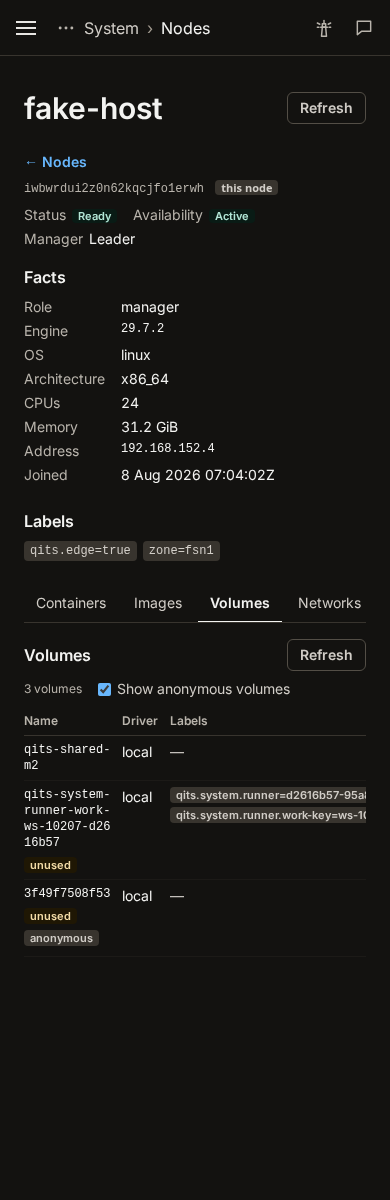 ··· System › Nodes
fake-host Refresh
← Nodes
iwbwrdui2z0n62kqcjfo1erwh this node
Status Ready Availability Active
Manager Leader
Facts
Role manager
Engine 29.7.2
OS linux
Architecture x86_64
CPUs 24
Memory 31.2 GiB
Address 192.168.152.4
Joined 8 Aug 2026 07:04:02Z
Labels
qits.edge=true zone=fsn1
Containers Images Volumes Networks
Volumes Refresh
3 volumes Show anonymous volumes
Name Driver Labels
qits-shared-
m2
local —
qits-system-
runner-work-
ws-10207-d26
16b57
unused
local
qits.system.runner=d2616b57-95a
qits.system.runner.work-key=ws-1
3f49f7508f53
unused
anonymous
local —